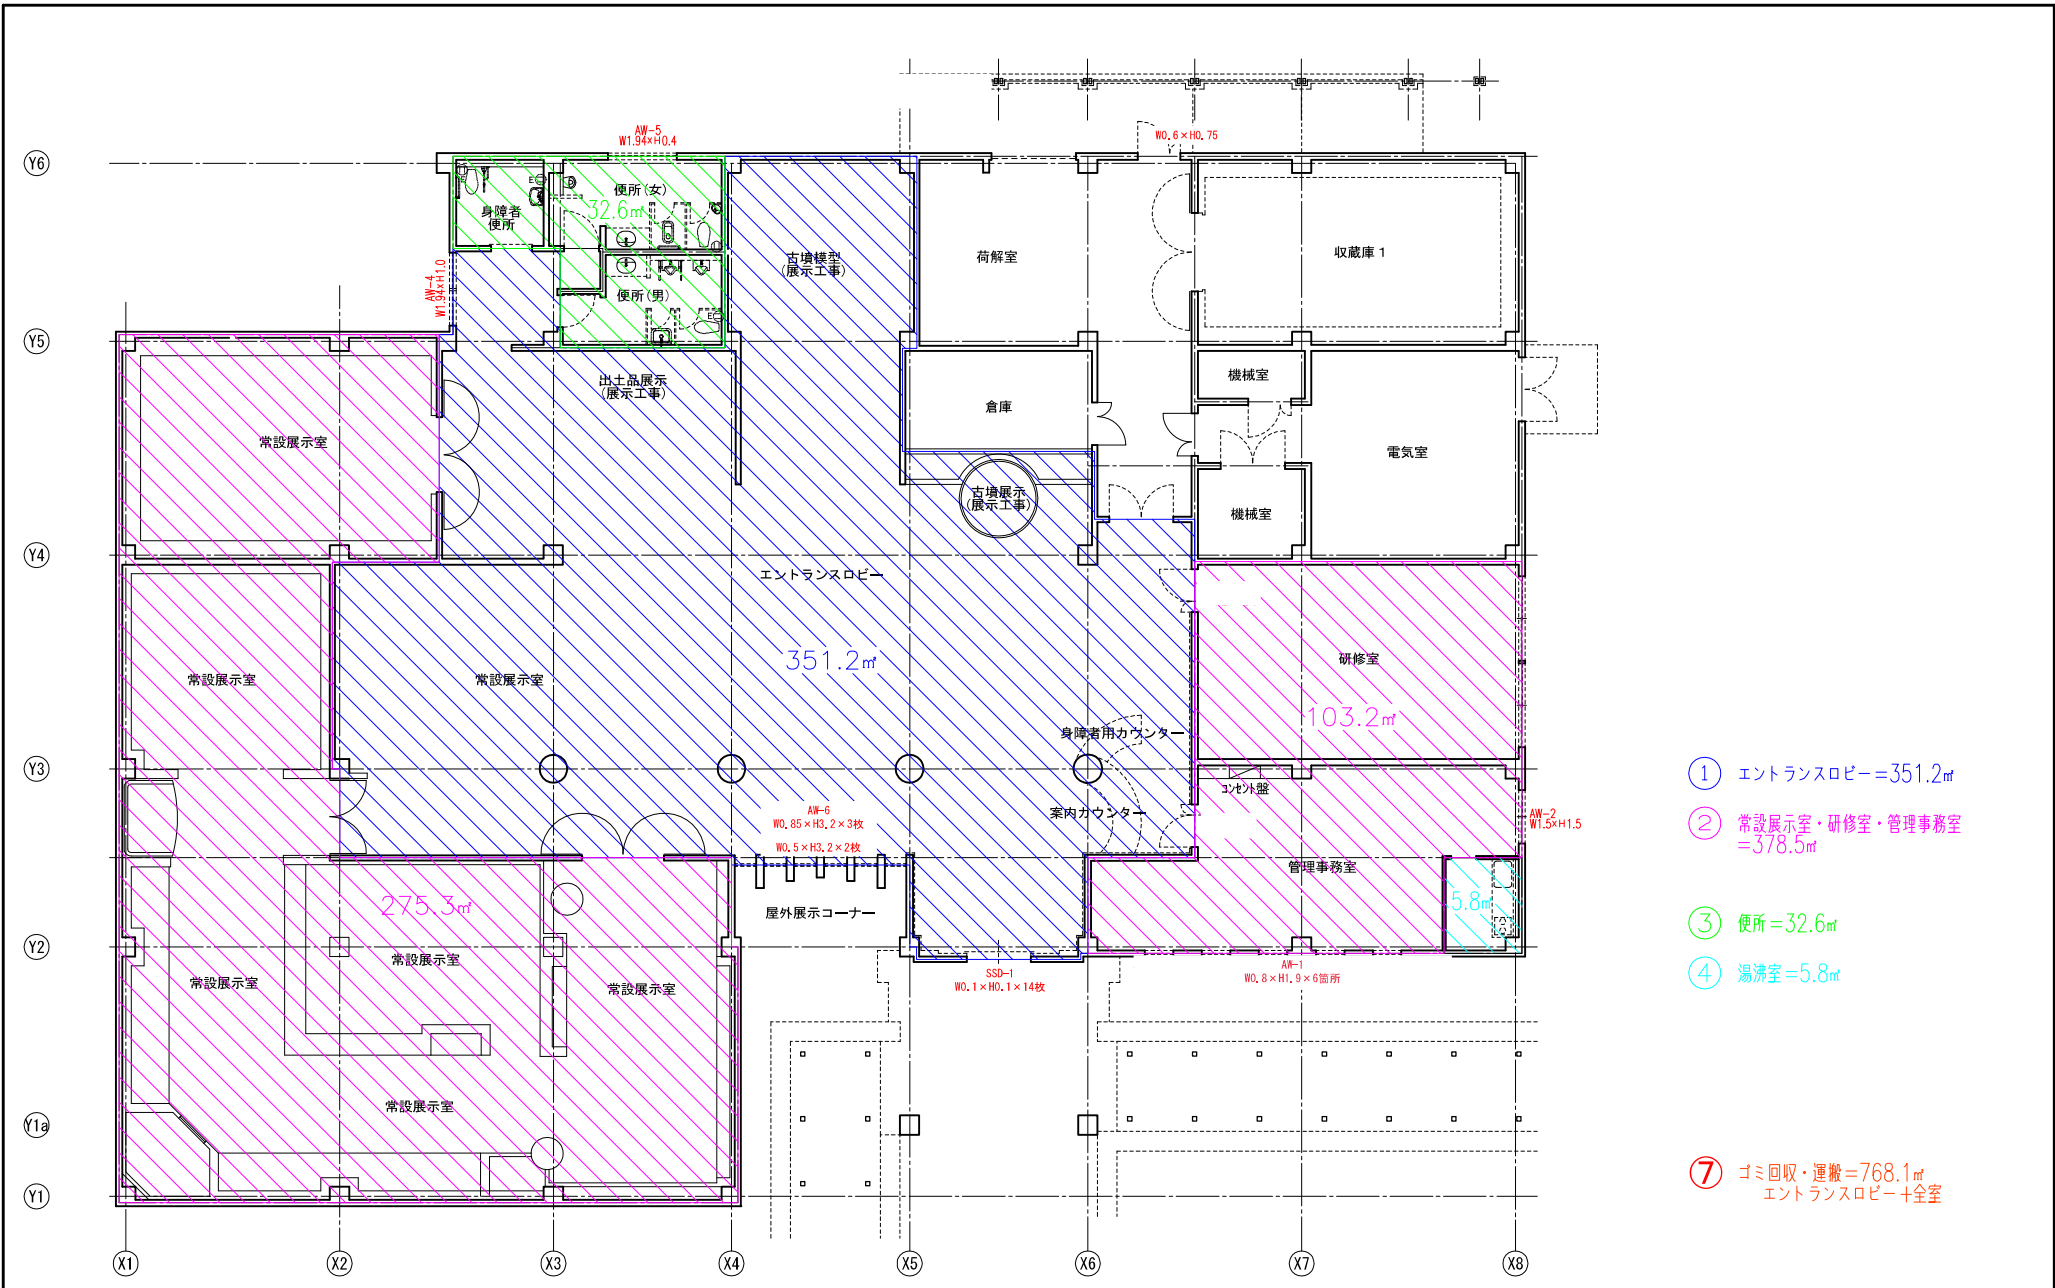 AW-5
W1.94×H0.4
W0.6×H0.75
Y6
便所(女)
32.6㎡
身障者
便所
E
E
古墳模型
(展示工事)
荷解室
収蔵庫1
AW-4
W1.94×H1.0
便所(男)
E
Y5
出土品展示
(展示工事)
機械室
倉庫
常設展示室
電気室
古墳展示
(展示工事)
機械室
Y4
エントランスロビー
351.2㎡
研修室
常設展示室
常設展示室
103.2㎡
身障者用カウンター
Y3
コンセント盤
案内カウンター
AW-6
W0.85×H3.2×3枚
W0.5×H3.2×2枚
AW-2
W1.5×H1.5
管理事務室
5.8㎡
275.3㎡
屋外展示コーナー
Y2
常設展示室
常設展示室
常設展示室
SSD-1
W0.1×H0.1×14枚
AW-1
W0.8×H1.9×6箇所
常設展示室
Y1a
Y1
X1
X2
X3
X4
X5
X6
X7
X8
① エントランスロビー=351.2㎡
② 常設展示室・研修室・管理事務室
=378.5㎡
③ 便所=32.6㎡
④ 湯沸室=5.8㎡
⑦ ゴミ回収・運搬=768.1㎡
エントランスロビー+全室